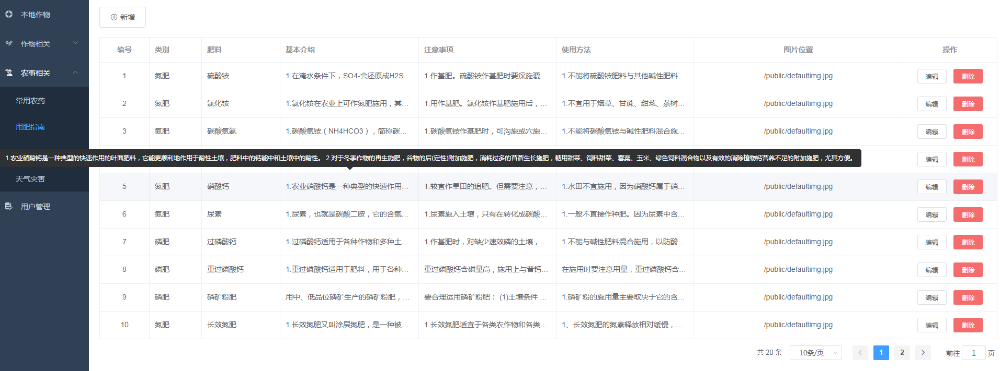 本地作物
作物相关
农事相关
常用农药
用肥指南
天气灾害
用户管理
新增
编号 类别 肥料 基本介绍 注意事项 使用方法 图片位置 操作
1 氮肥 硫酸铵 1.在淹水条件下，SO4-会还原成H2S... 1.作基肥。硫酸铵作基肥时要深施覆... 1.不能将硫酸铵肥料与其他碱性肥料... /public/defaultimg.jpg 编辑 删除
2 氮肥 氯化铵 1.氯化铵在农业上可作氮肥施用，其... 1.用作基肥。氯化铵作基肥施用后，... 1.不宜用于烟草、甘蔗、甜菜、茶树... /public/defaultimg.jpg 编辑 删除
3 氮肥 碳酸氢氨 1.碳酸氢铵（NH4HCO3），简称碳... 1.碳酸氢铵作基肥时，可沟施或穴施... 1.不能将碳酸氢铵与碱性肥料混合施... /public/defaultimg.jpg 编辑 删除
1.农业硝酸钙是一种典型的快速作用的叶面肥料，它能更顺利地作用于酸性土壤，肥料中的钙能中和土壤中的酸性。 2.对于冬季作物的再生施肥，谷物的后(定性)附加施肥，消耗过多的苜蓿生长施肥，糖用甜菜、饲料甜菜、罂粟、玉米、绿色饲料混合物以及有效的消除植物钙营养不足的附加施肥，尤其方便。
编辑 删除
5 氮肥 硝酸钙 1.农业硝酸钙是一种典型的快速作用... 1.较宜作旱田的追肥。但需要注意，... 1.水田不宜施用，因为硝酸钙属于硝... /public/defaultimg.jpg 编辑 删除
6 氮肥 尿素 1.尿素，也就是碳酸二胺，它的含氮... 1.尿素施入土壤，只有在转化成碳酸... 1.一般不直接作种肥。因为尿素中含... /public/defaultimg.jpg 编辑 删除
7 磷肥 过磷酸钙 1.过磷酸钙适用于各种作物和多种土... 1.作基肥时，对缺少速效磷的土壤，... 1.不能与碱性肥料混合施用，以防酸... /public/defaultimg.jpg 编辑 删除
8 磷肥 重过磷酸钙 1.重过磷酸钙适用于肥料，用于各种... 重过磷酸钙含磷量高，施用上与普钙... 在施用时要注意用量，重过磷酸钙含... /public/defaultimg.jpg 编辑 删除
9 磷肥 磷矿粉肥 用中、低品位磷矿生产的磷矿粉肥，... 要合理运用磷矿粉肥： (1)土壤条件 ... 1.磷矿粉的施用量主要取决于它的含... /public/defaultimg.jpg 编辑 删除
10 氮肥 长效氮肥 1.长效氮肥又叫涂层氮肥，是一种被... 1.长效氮肥适宜于各类农作物和各类... 1、长效氮肥的氮素释放相对缓慢，... /public/defaultimg.jpg 编辑 删除
共 20 条 10条/页 1 2 前往 1 页